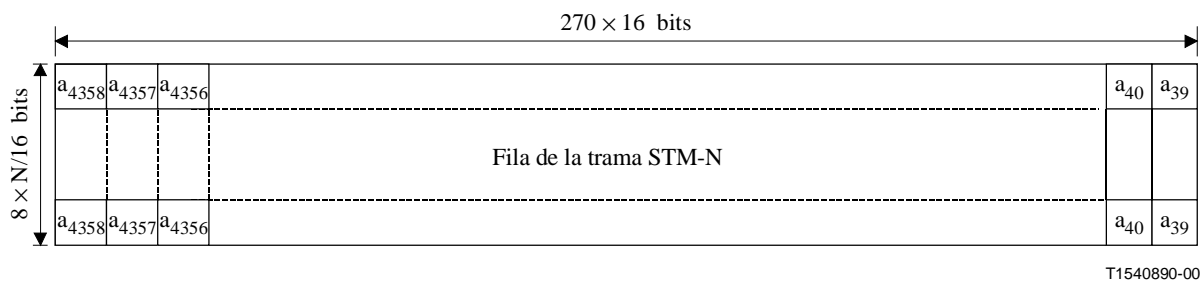 270 × 16 bits
8 × N/16 bits
a4358 a4357 a4356 a40 a39
Fila de la trama STM-N
a4358 a4357 a4356 a40 a39
T1540890-00